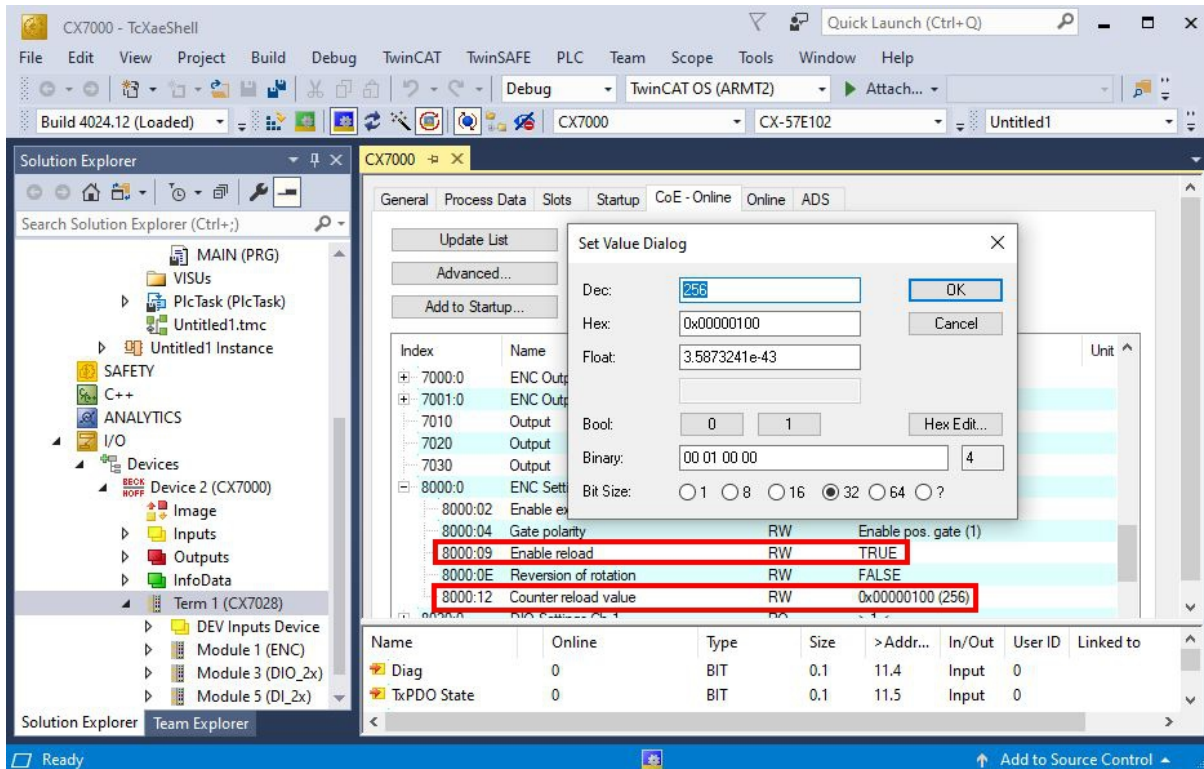 CX7000 - TcXaeShell
Quick Launch (Ctrl+Q)
File Edit View Project Build Debug TwinCAT TwinSAFE PLC Team Scope Tools Window Help
Debug TwinCAT OS (ARMT2) Attach...
Build 4024.12 (Loaded) CX7000 CX-57E102 Untitled1
Solution Explorer
Search Solution Explorer (Ctrl+;)
MAIN (PRG)
VISUs
PlcTask (PlcTask)
Untitled1.tmc
Untitled1 Instance
SAFETY
C++
ANALYTICS
I/O
Devices
BECKHOFF Device 2 (CX7000)
Image
Inputs
Outputs
InfoData
Term 1 (CX7028)
DEV Inputs Device
Module 1 (ENC)
Module 3 (DIO_2x)
Module 5 (DI_2x)
Solution Explorer Team Explorer
CX7000
General Process Data Slots Startup CoE - Online Online ADS
Update List
Advanced...
Add to Startup...
Index Name Unit
7000:0 ENC Outp
7001:0 ENC Outp
7010 Output
7020 Output
7030 Output
8000:0 ENC Setti
8000:02 Enable ex
8000:04 Gate polarity RW Enable pos. gate (1)
8000:09 Enable reload RW TRUE
8000:0E Reversion of rotation RW FALSE
8000:12 Counter reload value RW 0x00000100 (256)
Set Value Dialog
Dec: 256 OK
Hex: 0x00000100 Cancel
Float: 3.5873241e-43
Bool: 0 1 Hex Edit...
Binary: 00 01 00 00 4
Bit Size: 1 8 16 32 64 ?
Name Online Type Size >Addr... In/Out User ID Linked to
Diag 0 BIT 0.1 11.4 Input 0
TxPDO State 0 BIT 0.1 11.5 Input 0
Ready Add to Source Control